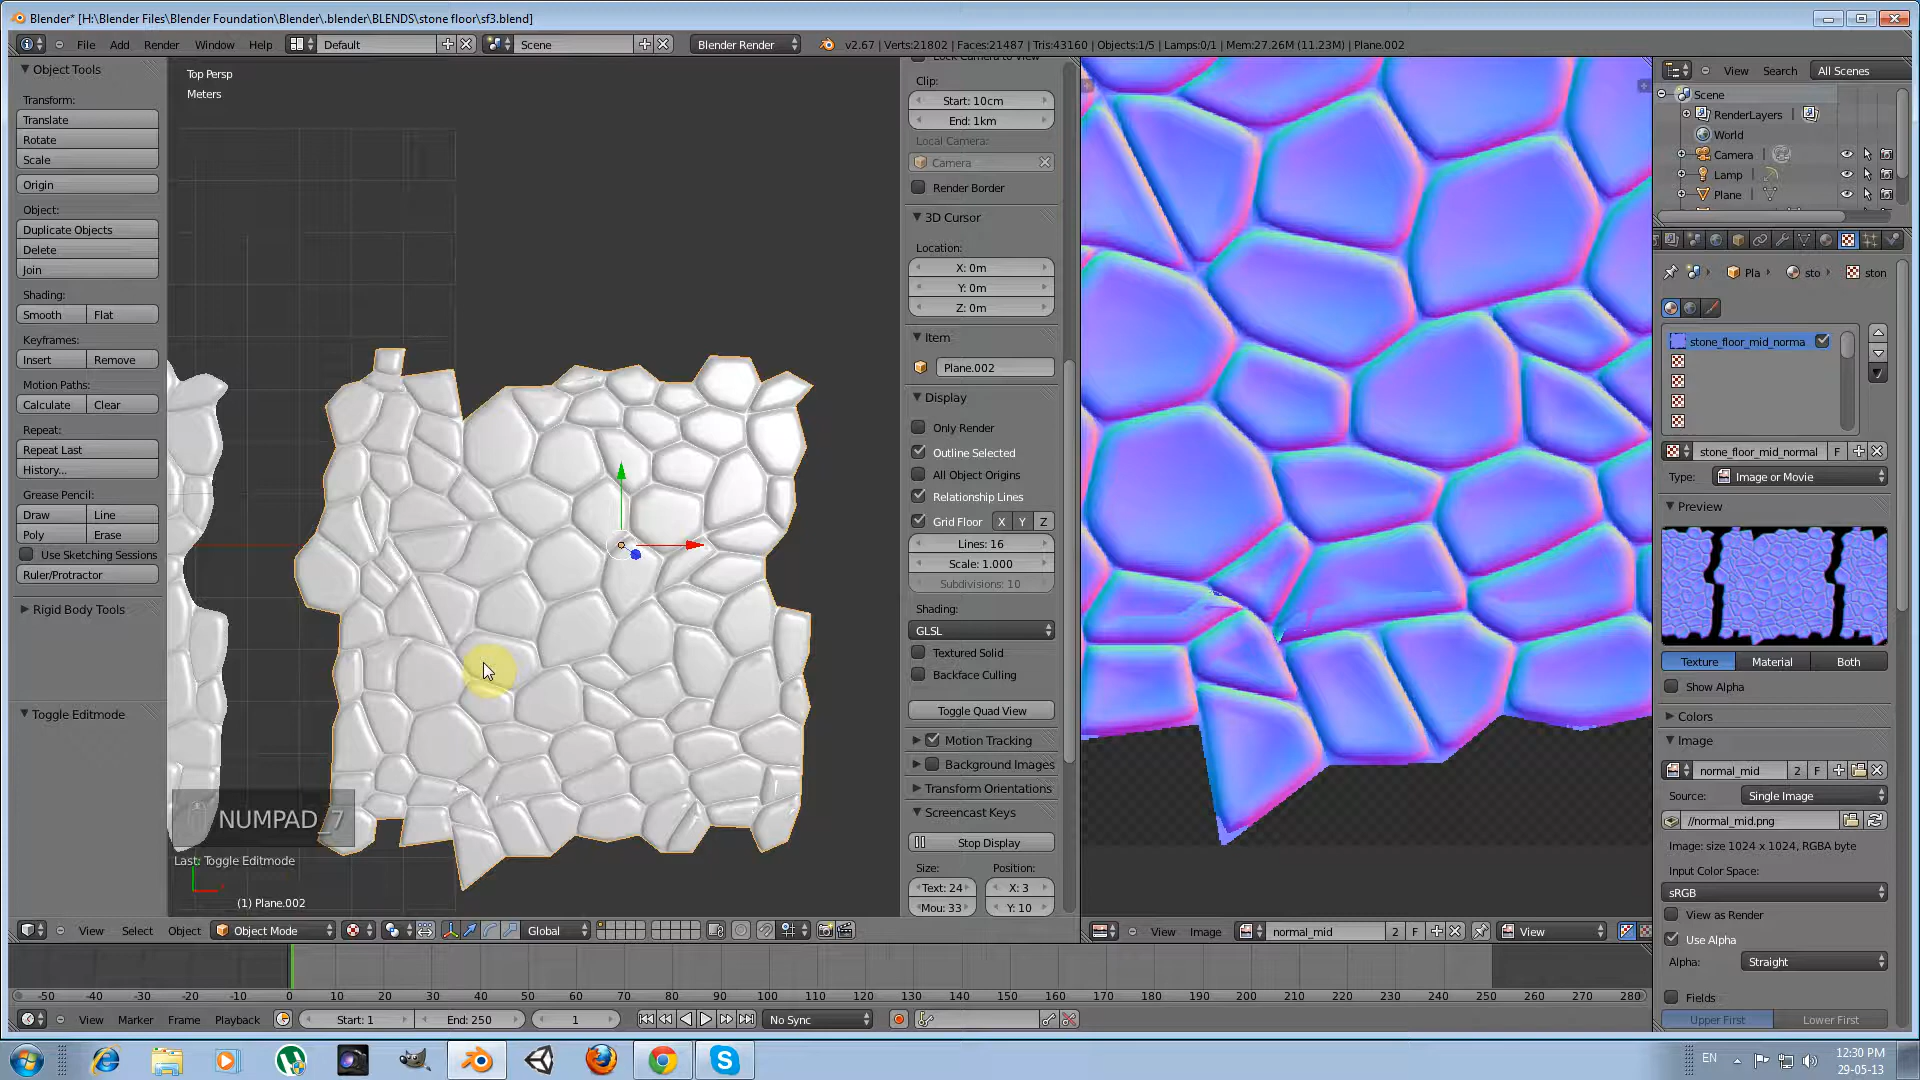 Blender* [H:\Blender Files\Blender Foundation\Blender\.blender\BLENDS\stone floor\sf3.blend]
File Add Render Window Help Default Scene Blender Render v2.67 | Verts:21802 | Faces:21487 | Tris:43160 | Objects:1/5 | Lamps:0/1 | Mem:27.26M (11.23M) | Plane.002
Object Tools
Transform:
Translate
Rotate
Scale
Origin
Object:
Duplicate Objects
Delete
Join
Shading:
Smooth Flat
Keyframes:
Insert Remove
Motion Paths:
Calculate Clear
Repeat:
Repeat Last
History...
Grease Pencil:
Draw Line
Poly Erase
Use Sketching Sessions
Ruler/Protractor
Rigid Body Tools
Toggle Editmode
Top Persp
Meters
NUMPAD_7
Last: Toggle Editmode
(1) Plane.002
Lock Camera to View
Clip:
Start: 10cm
End: 1km
Local Camera:
Camera
Render Border
3D Cursor
Location:
X: 0m
Y: 0m
Z: 0m
Item
Plane.002
Display
Only Render
Outline Selected
All Object Origins
Relationship Lines
Grid Floor X Y Z
Lines: 16
Scale: 1.000
Subdivisions: 10
Shading:
GLSL
Textured Solid
Backface Culling
Toggle Quad View
Motion Tracking
Background Images
Transform Orientations
Screencast Keys
Stop Display
Size: Position:
Text: 24 X: 3
Mou: 33 Y: 10
View Search All Scenes
Scene
RenderLayers
World
Camera
Lamp
Plane
Pla sto ston
stone_floor_mid_norma
stone_floor_mid_normal F
Type: Image or Movie
Preview
Texture Material Both
Show Alpha
Colors
Image
normal_mid 2 F
Source: Single Image
//normal_mid.png
Image: size 1024 x 1024, RGBA byte
Input Color Space:
sRGB
View as Render
Use Alpha
Alpha: Straight
Fields
Upper First Lower First
View Select Object Object Mode Global
View Image normal_mid 2 F View
-50 -40 -30 -20 -10 0 10 20 30 40 50 60 70 80 90 100 110 120 130 140 150 160 170 180 190 200 210 220 230 240 250 260 270 280
View Marker Frame Playback Start: 1 End: 250 1 No Sync
EN
12:30 PM
29-05-13